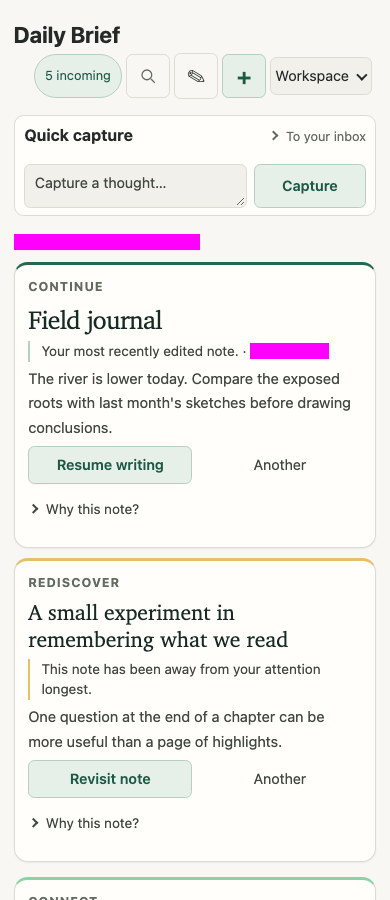 Daily Brief
5 incoming
Workspace
Quick capture
To your inbox
Capture a thought...
Capture
CONTINUE
Field journal
Your most recently edited note. ·
The river is lower today. Compare the exposed
roots with last month's sketches before drawing
conclusions.
Resume writing
Another
Why this note?
REDISCOVER
A small experiment in
remembering what we read
This note has been away from your attention
longest.
One question at the end of a chapter can be
more useful than a page of highlights.
Revisit note
Another
Why this note?
CONNECT